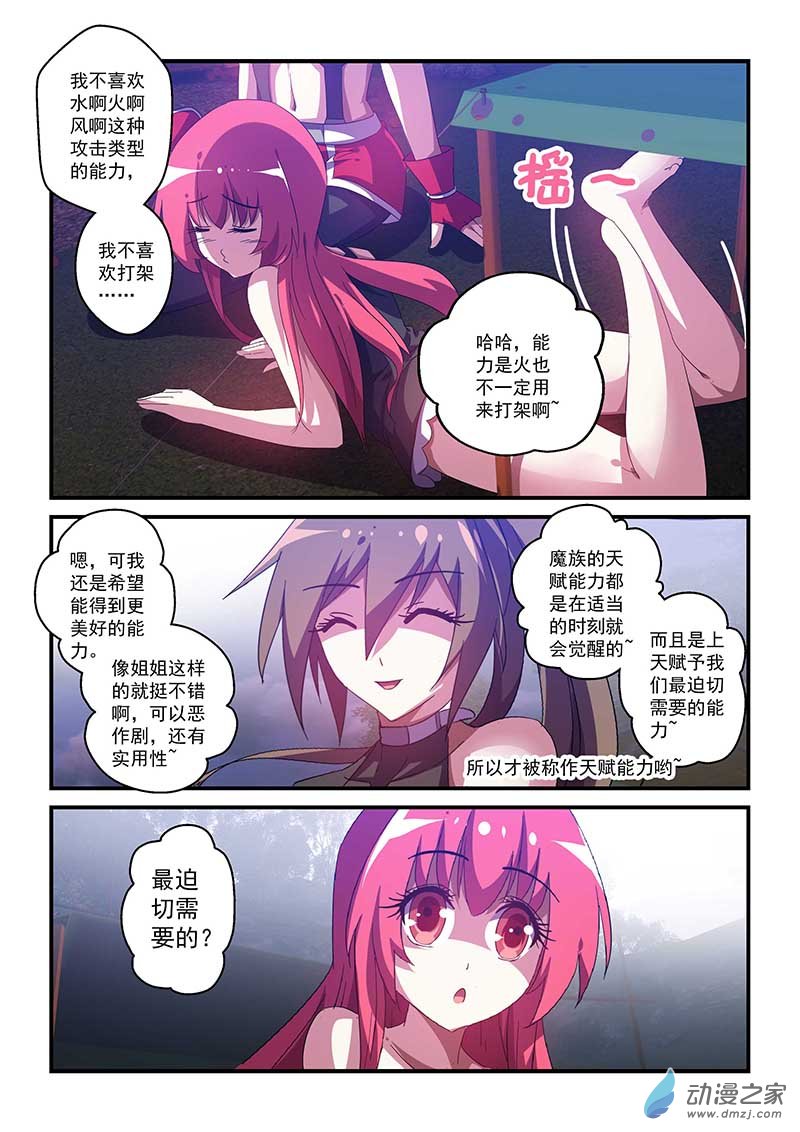 我不喜欢
水啊火啊
风啊这种
攻击类型
的能力，
我不喜
欢打架
……
摇～
哈哈，能
力是火也
不一定用
来打架啊~
嗯，可我
还是希望
能得到更
美好的能
力。
像姐姐这样
的就挺不错
啊，可以恶
作剧，还有
实用性~
魔族的天
赋能力都
是在适当
的时刻就
会觉醒的~
而且是上
天赋予我
们最迫切
需要的能
力~
所以才被称作天赋能力哟~
最迫
切需
要的？
动漫之家
www.dmzj.com